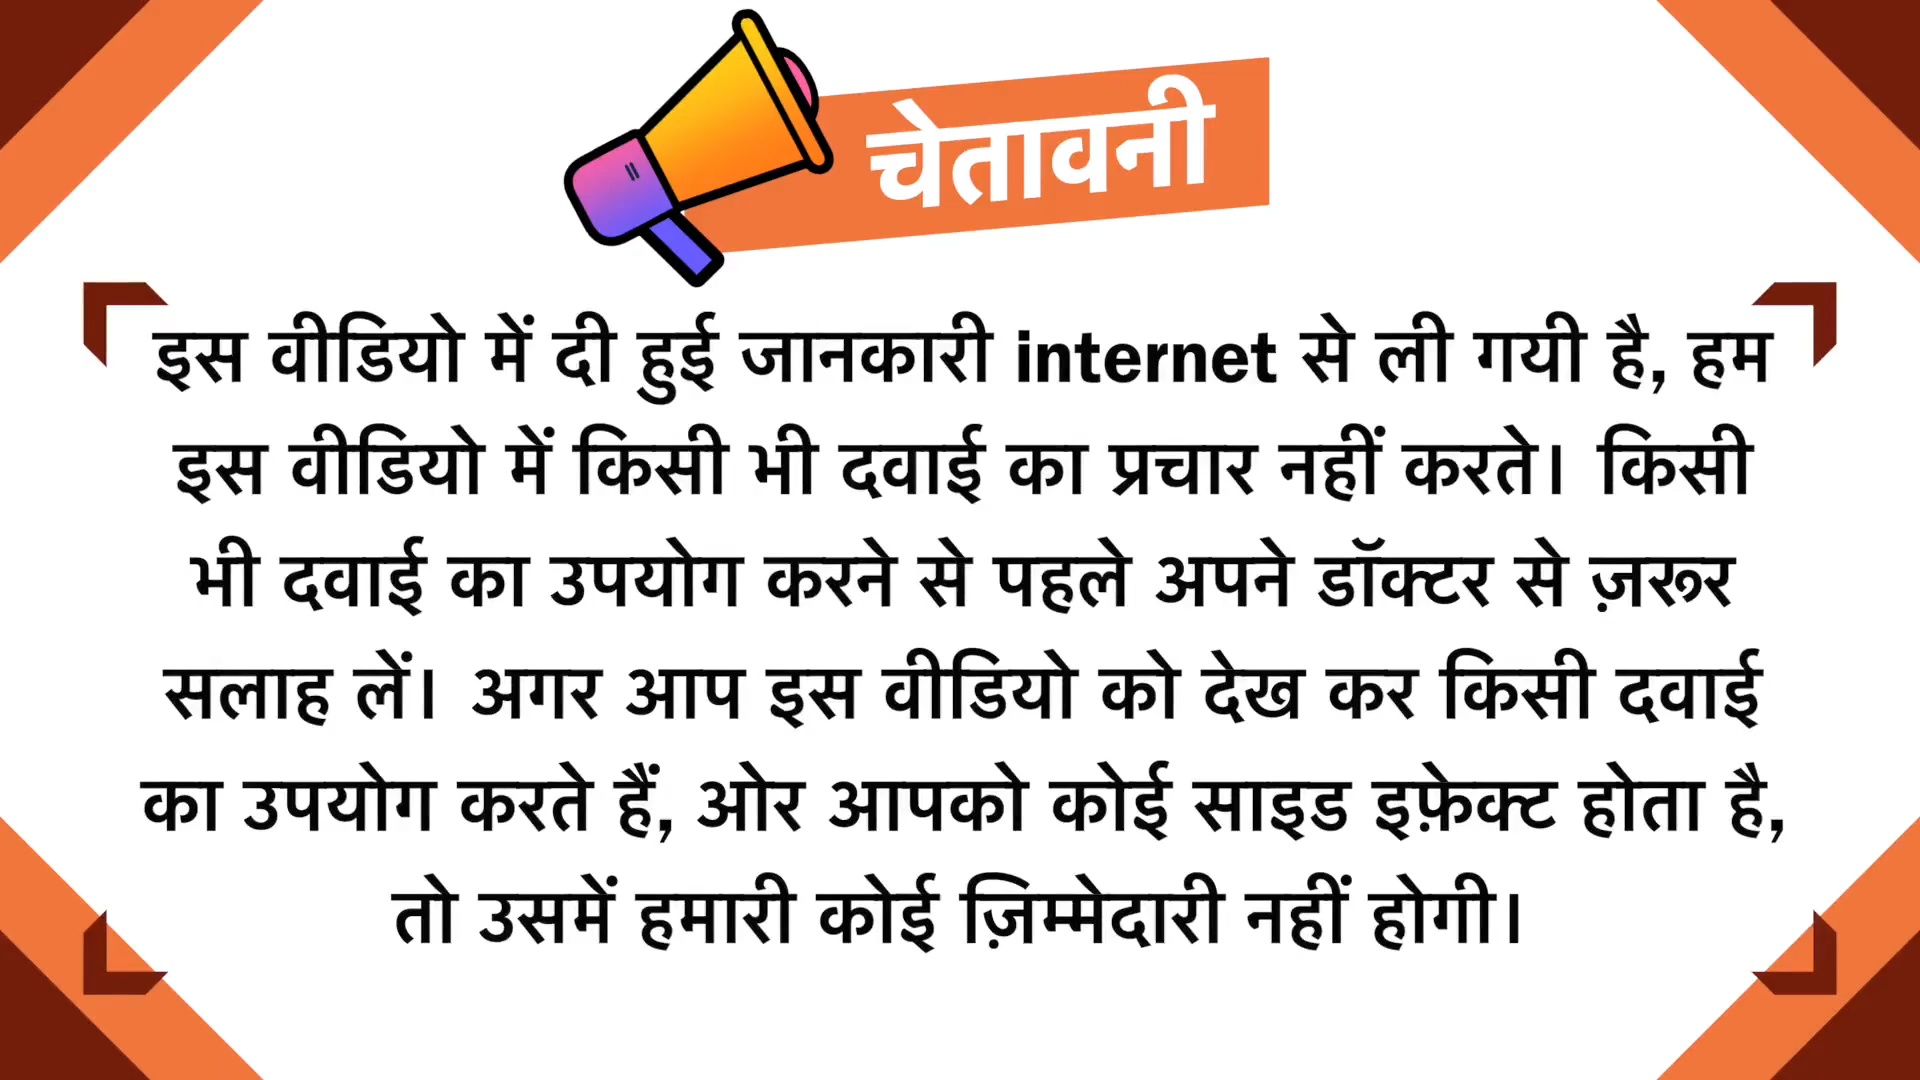 चेतावनी
इस वीडियो में दी हुई जानकारी internet से ली गयी है, हम
इस वीडियो में किसी भी दवाई का प्रचार नहीं करते। किसी
भी दवाई का उपयोग करने से पहले अपने डॉक्टर से ज़रूर
सलाह लें। अगर आप इस वीडियो को देख कर किसी दवाई
का उपयोग करते हैं, ओर आपको कोई साइड इफ़ेक्ट होता है,
तो उसमें हमारी कोई ज़िम्मेदारी नहीं होगी।